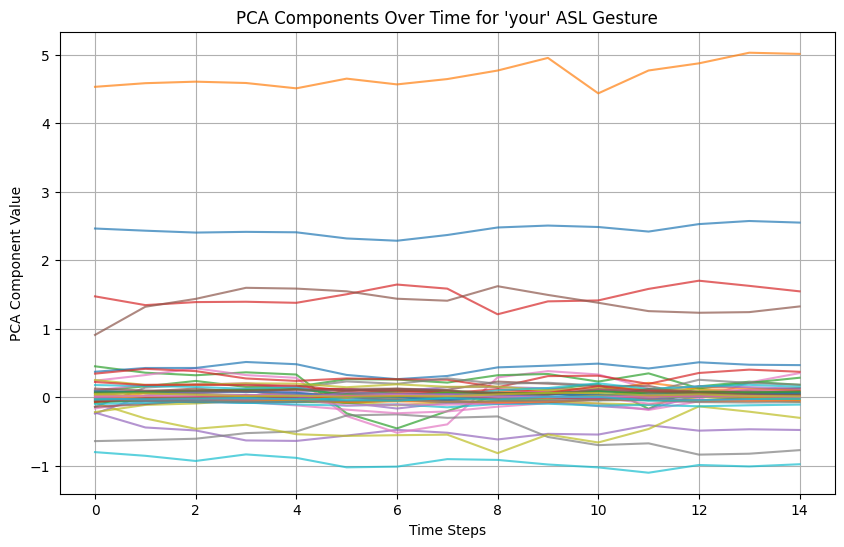 PCA Components Over Time for 'your' ASL Gesture
PCA Component Value
5
4
3
2
1
0
−1
0 2 4 6 8 10 12 14
Time Steps